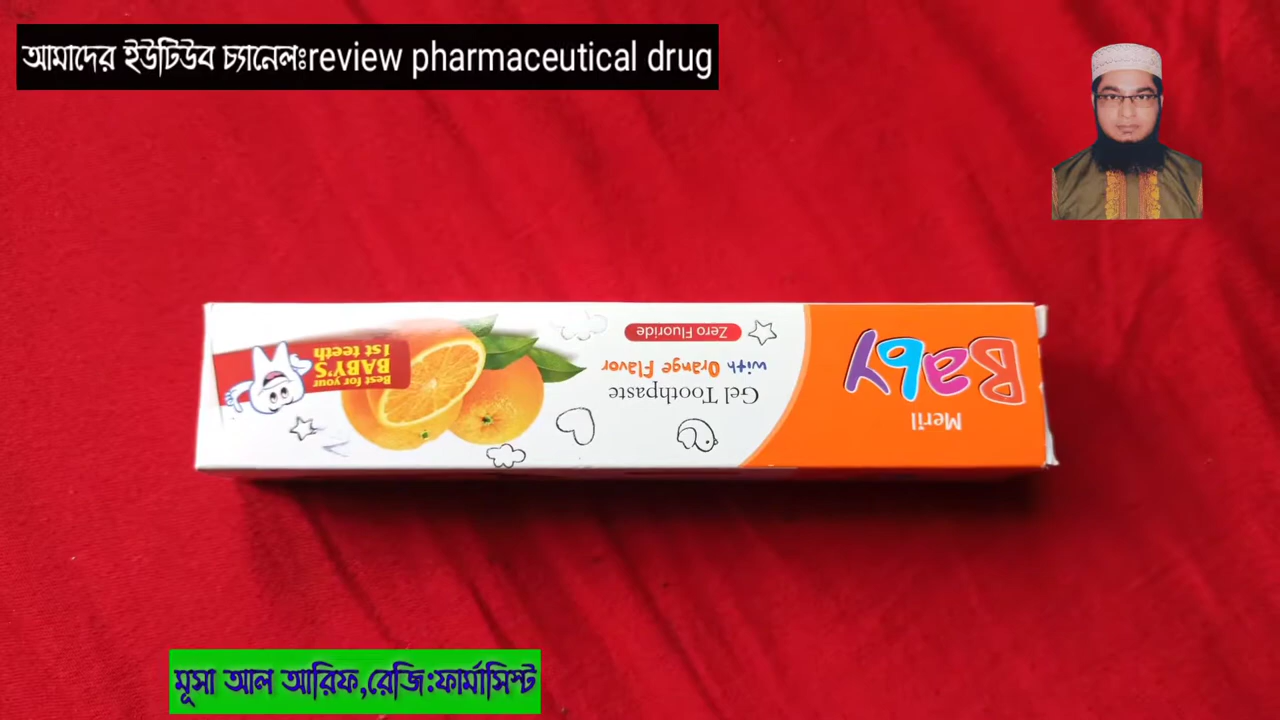 আমাদের ইউটিউব চ্যানেলঃreview pharmaceutical drug
Meril
Baby
Gel Toothpaste
with Orange Flavor
Zero Fluoride
Best for your
BABY'S
1st teeth
মূসা আল আরিফ,রেজি:ফার্মাসিস্ট